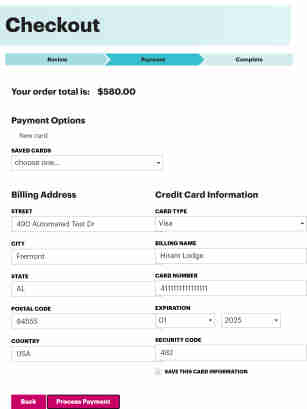 Checkout
Review Payment Complete
Your order total is: $580.00
Payment Options
New card
SAVED CARDS
choose one...
Billing Address
STREET
490 Automated Test Dr
CITY
Fremont
STATE
AL
POSTAL CODE
94555
COUNTRY
USA
Credit Card Information
CARD TYPE
Visa
BILLING NAME
Hiram Lodge
CARD NUMBER
4111111111111111
EXPIRATION
01 2025
SECURITY CODE
482
SAVE THIS CARD INFORMATION
Back Process Payment